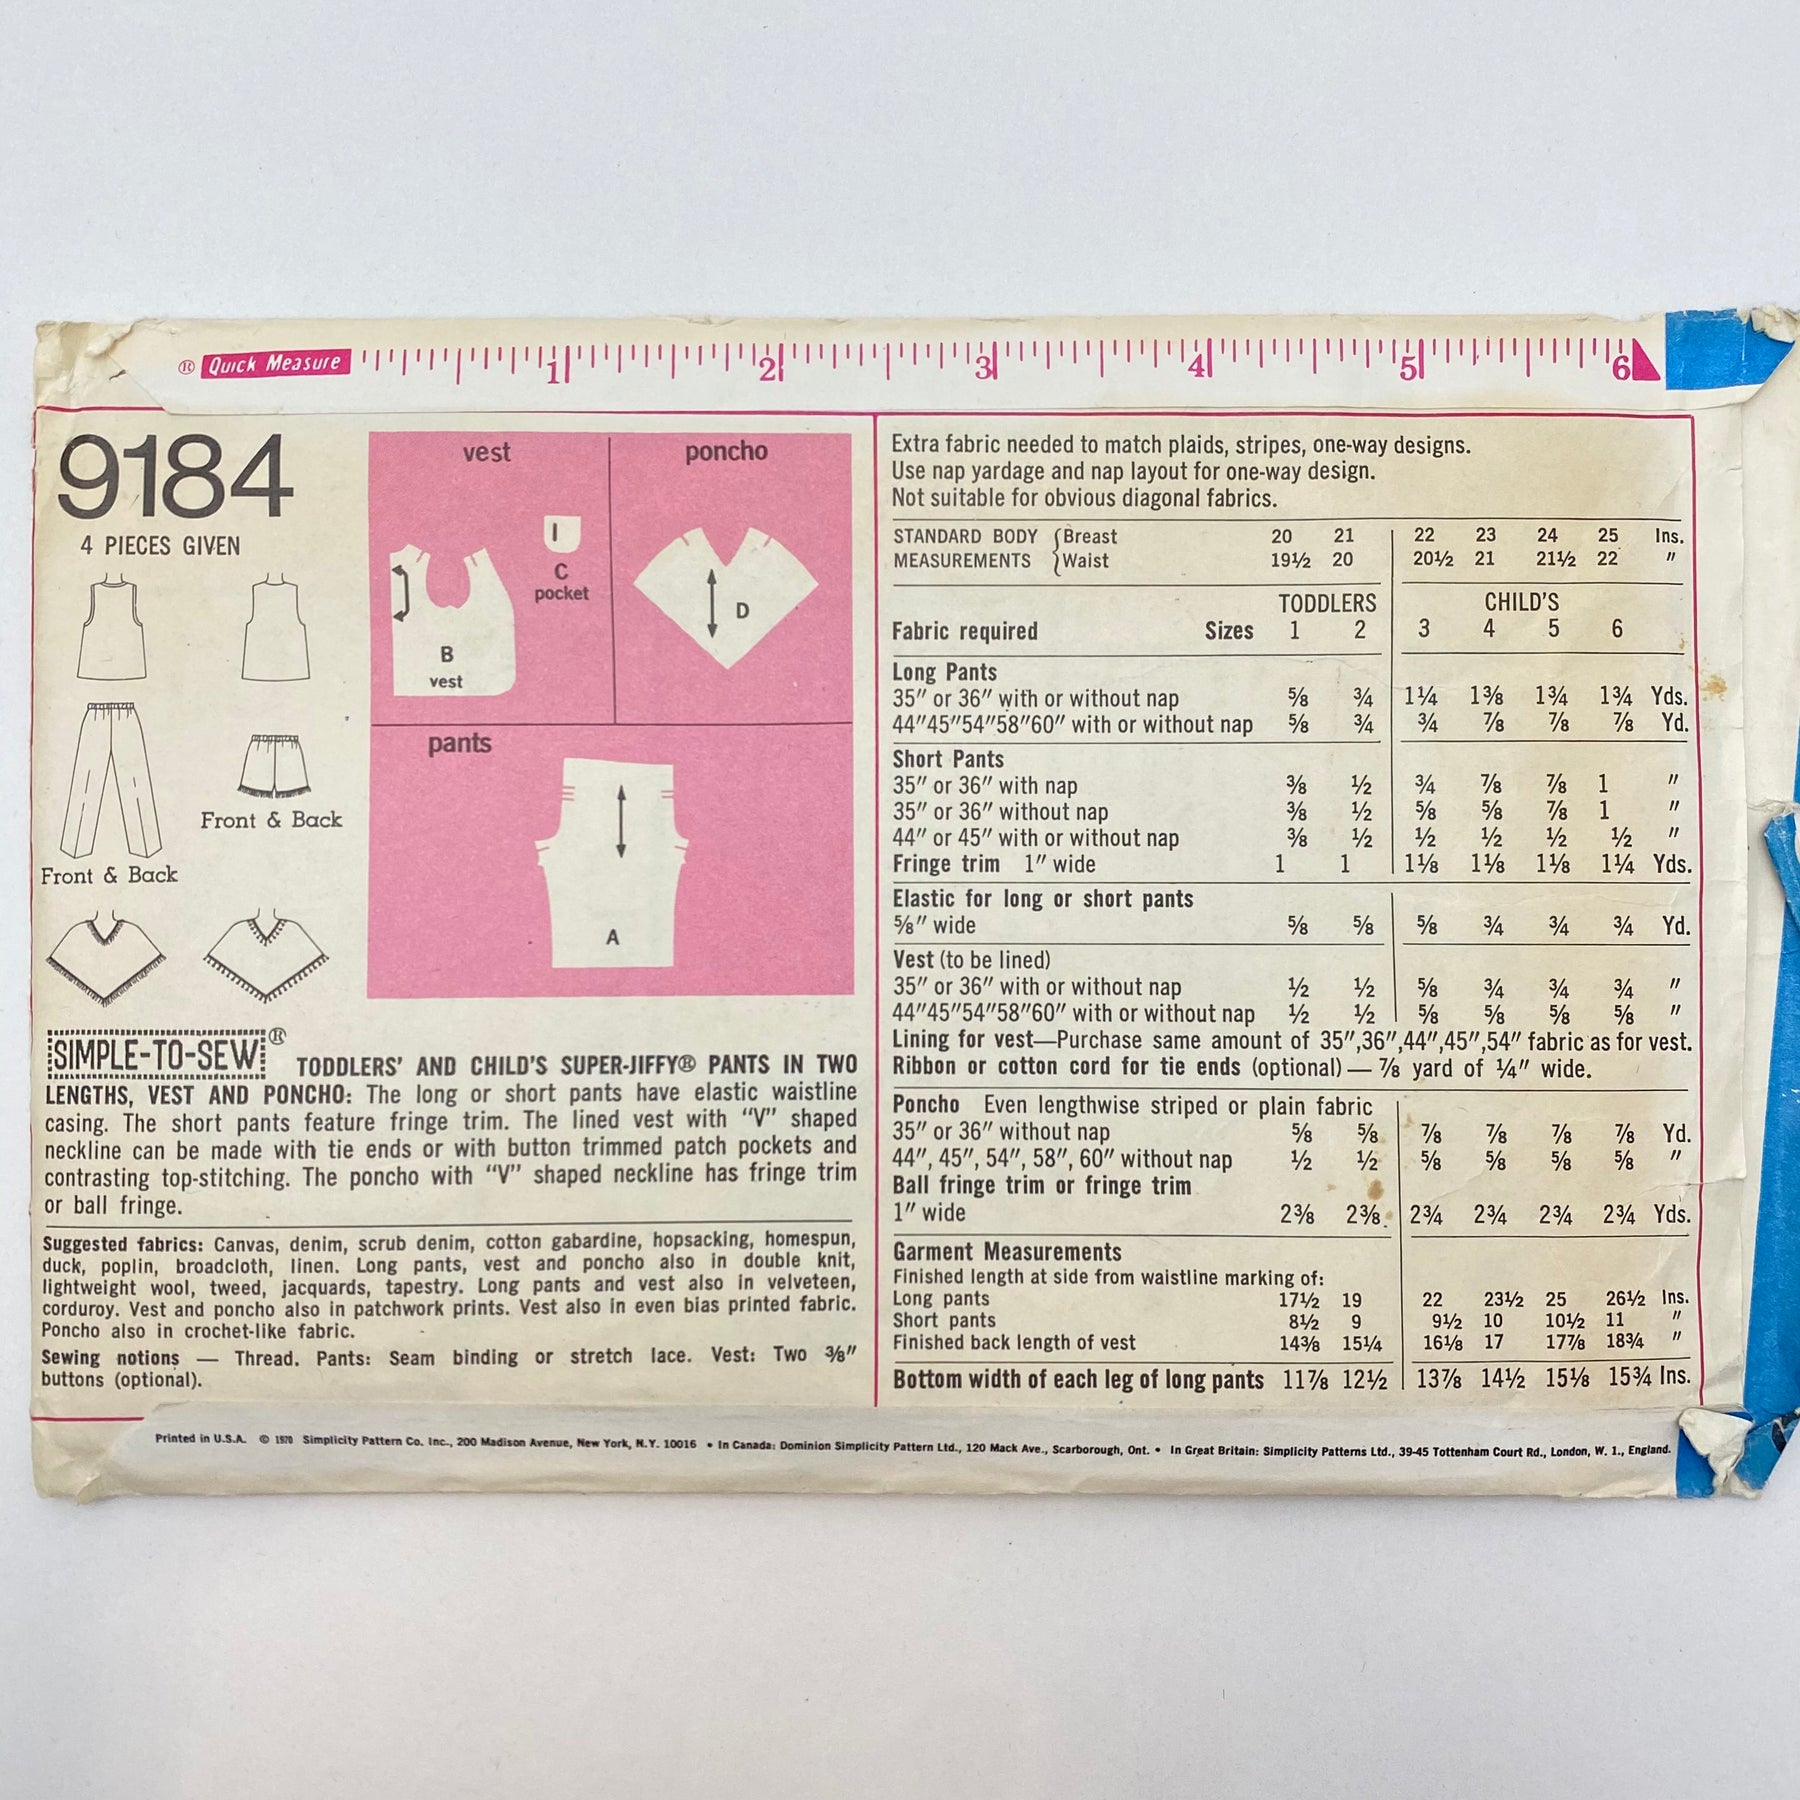 ® Quick Measure 1 2 3 4 5 6
9184
4 PIECES GIVEN
Front & Back
Front & Back
vest
poncho
C
pocket
B
vest
D
pants
A
SIMPLE-TO-SEW® TODDLERS' AND CHILD'S SUPER-JIFFY® PANTS IN TWO
LENGTHS, VEST AND PONCHO: The long or short pants have elastic waistline
casing. The short pants feature fringe trim. The lined vest with "V" shaped
neckline can be made with tie ends or with button trimmed patch pockets and
contrasting top-stitching. The poncho with "V" shaped neckline has fringe trim
or ball fringe.
Suggested fabrics: Canvas, denim, scrub denim, cotton gabardine, hopsacking, homespun,
duck, poplin, broadcloth, linen. Long pants, vest and poncho also in double knit,
lightweight wool, tweed, jacquards, tapestry. Long pants and vest also in velveteen,
corduroy. Vest and poncho also in patchwork prints. Vest also in even bias printed fabric.
Poncho also in crochet-like fabric.
Sewing notions — Thread. Pants: Seam binding or stretch lace. Vest: Two ⅜"
buttons (optional).
Extra fabric needed to match plaids, stripes, one-way designs.
Use nap yardage and nap layout for one-way design.
Not suitable for obvious diagonal fabrics.
STANDARD BODY { Breast 20 21 22 23 24 25 Ins.
MEASUREMENTS { Waist 19½ 20 20½ 21 21½ 22 "
TODDLERS CHILD'S
Fabric required Sizes 1 2 3 4 5 6
Long Pants
35" or 36" with or without nap ⅝ ¾ 1¼ 1⅜ 1¾ 1¾ Yds.
44"45"54"58"60" with or without nap ⅝ ¾ ¾ ⅞ ⅞ ⅞ Yd.
Short Pants
35" or 36" with nap ⅜ ½ ¾ ⅞ ⅞ 1 "
35" or 36" without nap ⅜ ½ ⅝ ⅝ ⅞ 1 "
44" or 45" with or without nap ⅜ ½ ½ ½ ½ ½ "
Fringe trim 1" wide 1 1 1⅛ 1⅛ 1⅛ 1¼ Yds.
Elastic for long or short pants
⅝" wide ⅝ ⅝ ⅝ ¾ ¾ ¾ Yd.
Vest (to be lined)
35" or 36" with or without nap ½ ½ ⅝ ¾ ¾ ¾ "
44"45"54"58"60" with or without nap ½ ½ ⅝ ⅝ ⅝ ⅝ "
Lining for vest—Purchase same amount of 35",36",44",45",54" fabric as for vest.
Ribbon or cotton cord for tie ends (optional) — ⅞ yard of ¼" wide.
Poncho Even lengthwise striped or plain fabric
35" or 36" without nap ⅝ ⅝ ⅞ ⅞ ⅞ ⅞ Yd.
44", 45", 54", 58", 60" without nap ½ ½ ⅝ ⅝ ⅝ ⅝ "
Ball fringe trim or fringe trim
1" wide 2⅜ 2⅜ 2¾ 2¾ 2¾ 2¾ Yds.
Garment Measurements
Finished length at side from waistline marking of:
Long pants 17½ 19 22 23½ 25 26½ Ins.
Short pants 8½ 9 9½ 10 10½ 11 "
Finished back length of vest 14⅜ 15¼ 16⅛ 17 17⅞ 18¾ "
Bottom width of each leg of long pants 11⅞ 12½ 13⅞ 14½ 15⅛ 15¾ Ins.
Printed in U.S.A. © 1970 Simplicity Pattern Co. Inc., 200 Madison Avenue, New York, N.Y. 10016 • In Canada: Dominion Simplicity Pattern Ltd., 120 Mack Ave., Scarborough, Ont. • In Great Britain: Simplicity Patterns Ltd., 39-45 Tottenham Court Rd., London, W. 1., England.